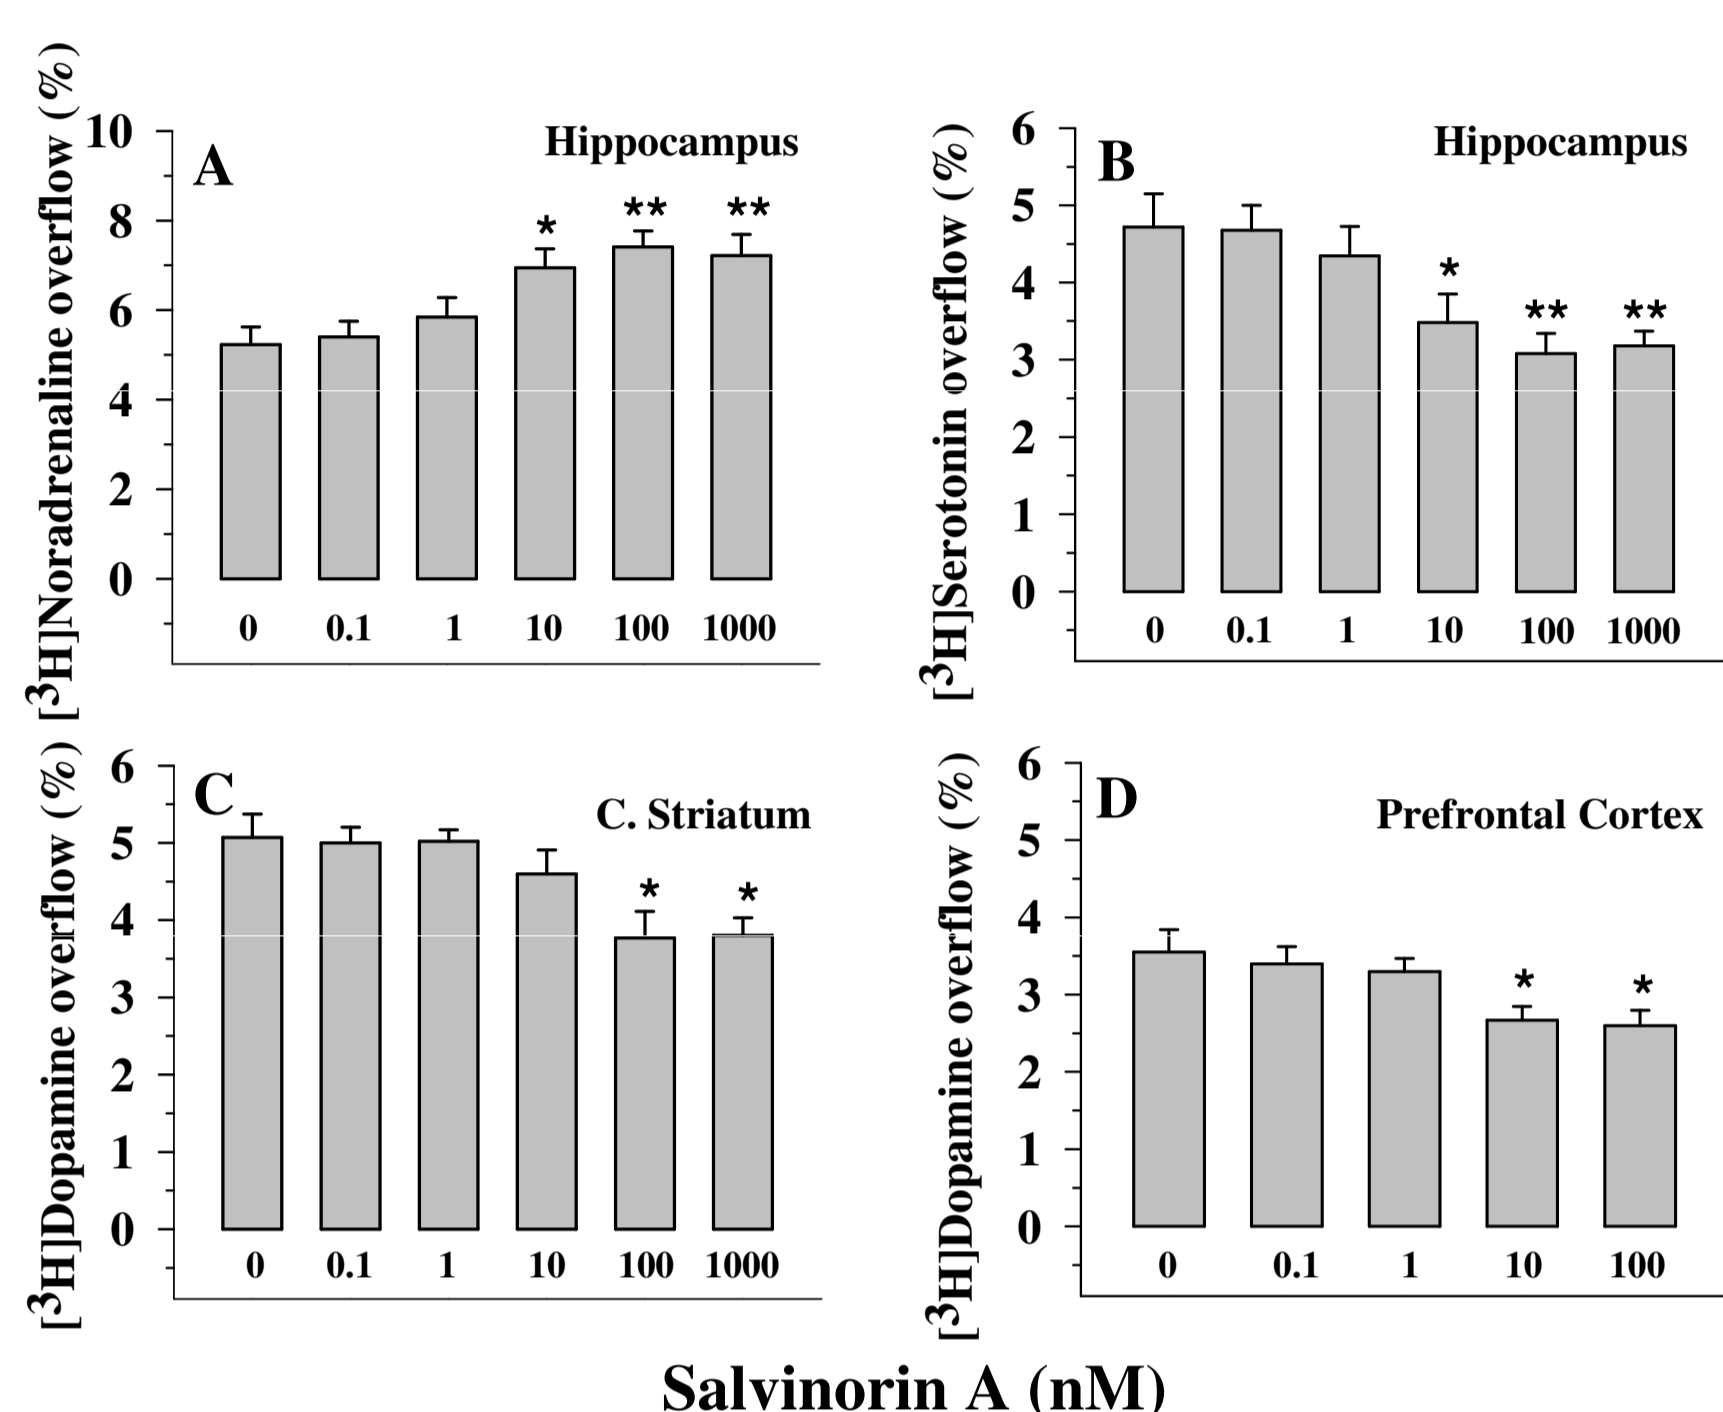 [3H]Noradrenaline overflow (%)
A
Hippocampus
10
8
6
4
2
0
* ** **
0 0.1 1 10 100 1000
[3H]Serotonin overflow (%)
B
Hippocampus
6
5
4
3
2
1
0
* ** **
0 0.1 1 10 100 1000
[3H]Dopamine overflow (%)
C
C. Striatum
6
5
4
3
2
1
0
* *
0 0.1 1 10 100 1000
[3H]Dopamine overflow (%)
D
Prefrontal Cortex
6
5
4
3
2
1
0
* *
0 0.1 1 10 100
Salvinorin A (nM)